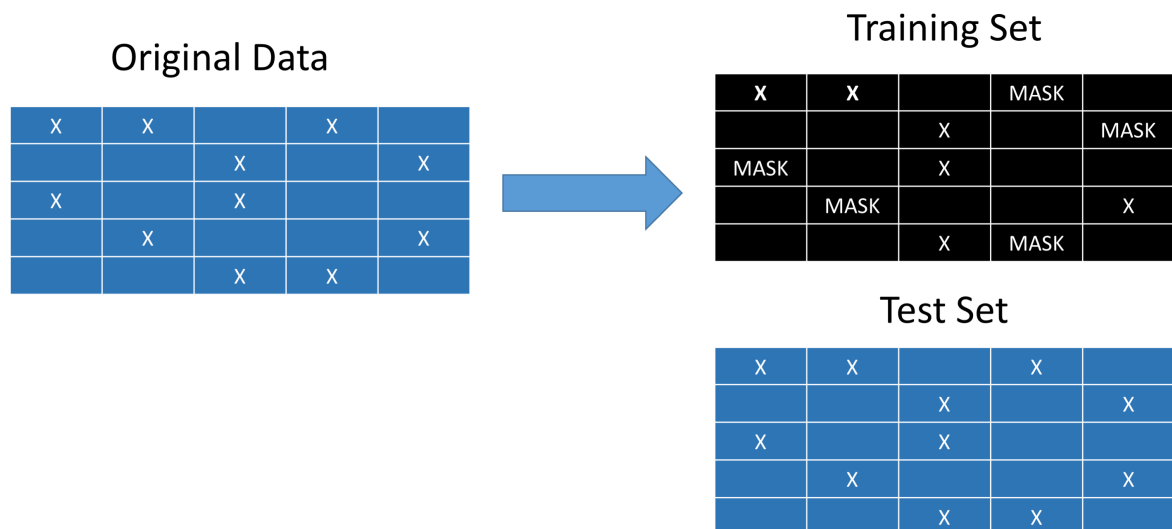 Original Data
X X X
X X
X X
X X
X X
Training Set
X X MASK
X MASK
MASK X
MASK X
X MASK
Test Set
X X X
X X
X X
X X
X X